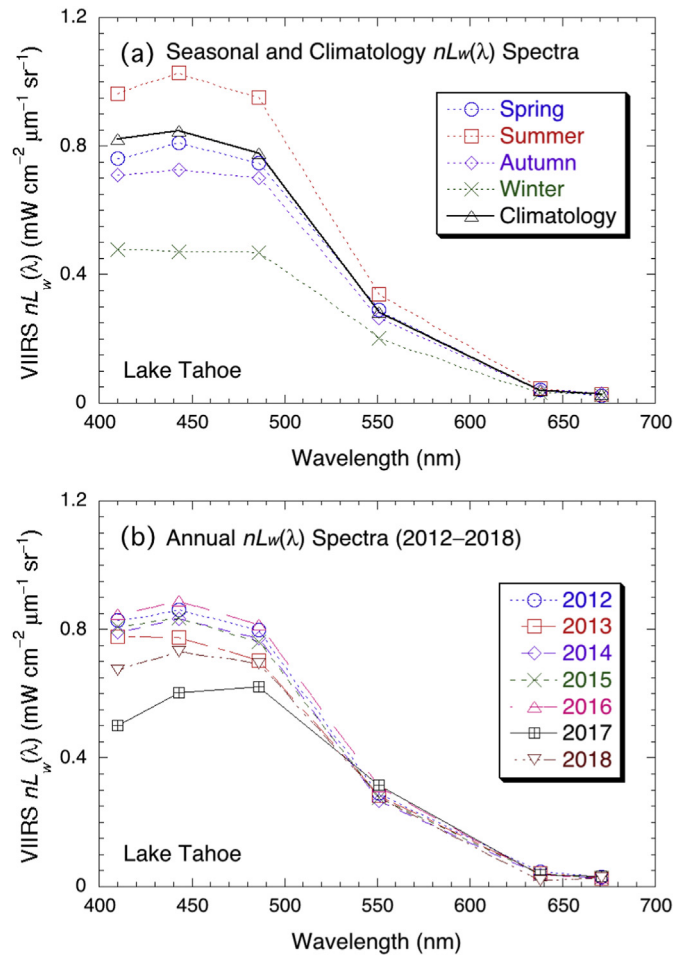 (a) Seasonal and Climatology nLw(λ) Spectra
VIIRS nLw(λ) (mW cm⁻² μm⁻¹ sr⁻¹)
1.2
0.8
0.4
0
Spring
Summer
Autumn
Winter
Climatology
Lake Tahoe
400 450 500 550 600 650 700
Wavelength (nm)
(b) Annual nLw(λ) Spectra (2012–2018)
VIIRS nLw(λ) (mW cm⁻² μm⁻¹ sr⁻¹)
1.2
0.8
0.4
0
2012
2013
2014
2015
2016
2017
2018
Lake Tahoe
400 450 500 550 600 650 700
Wavelength (nm)